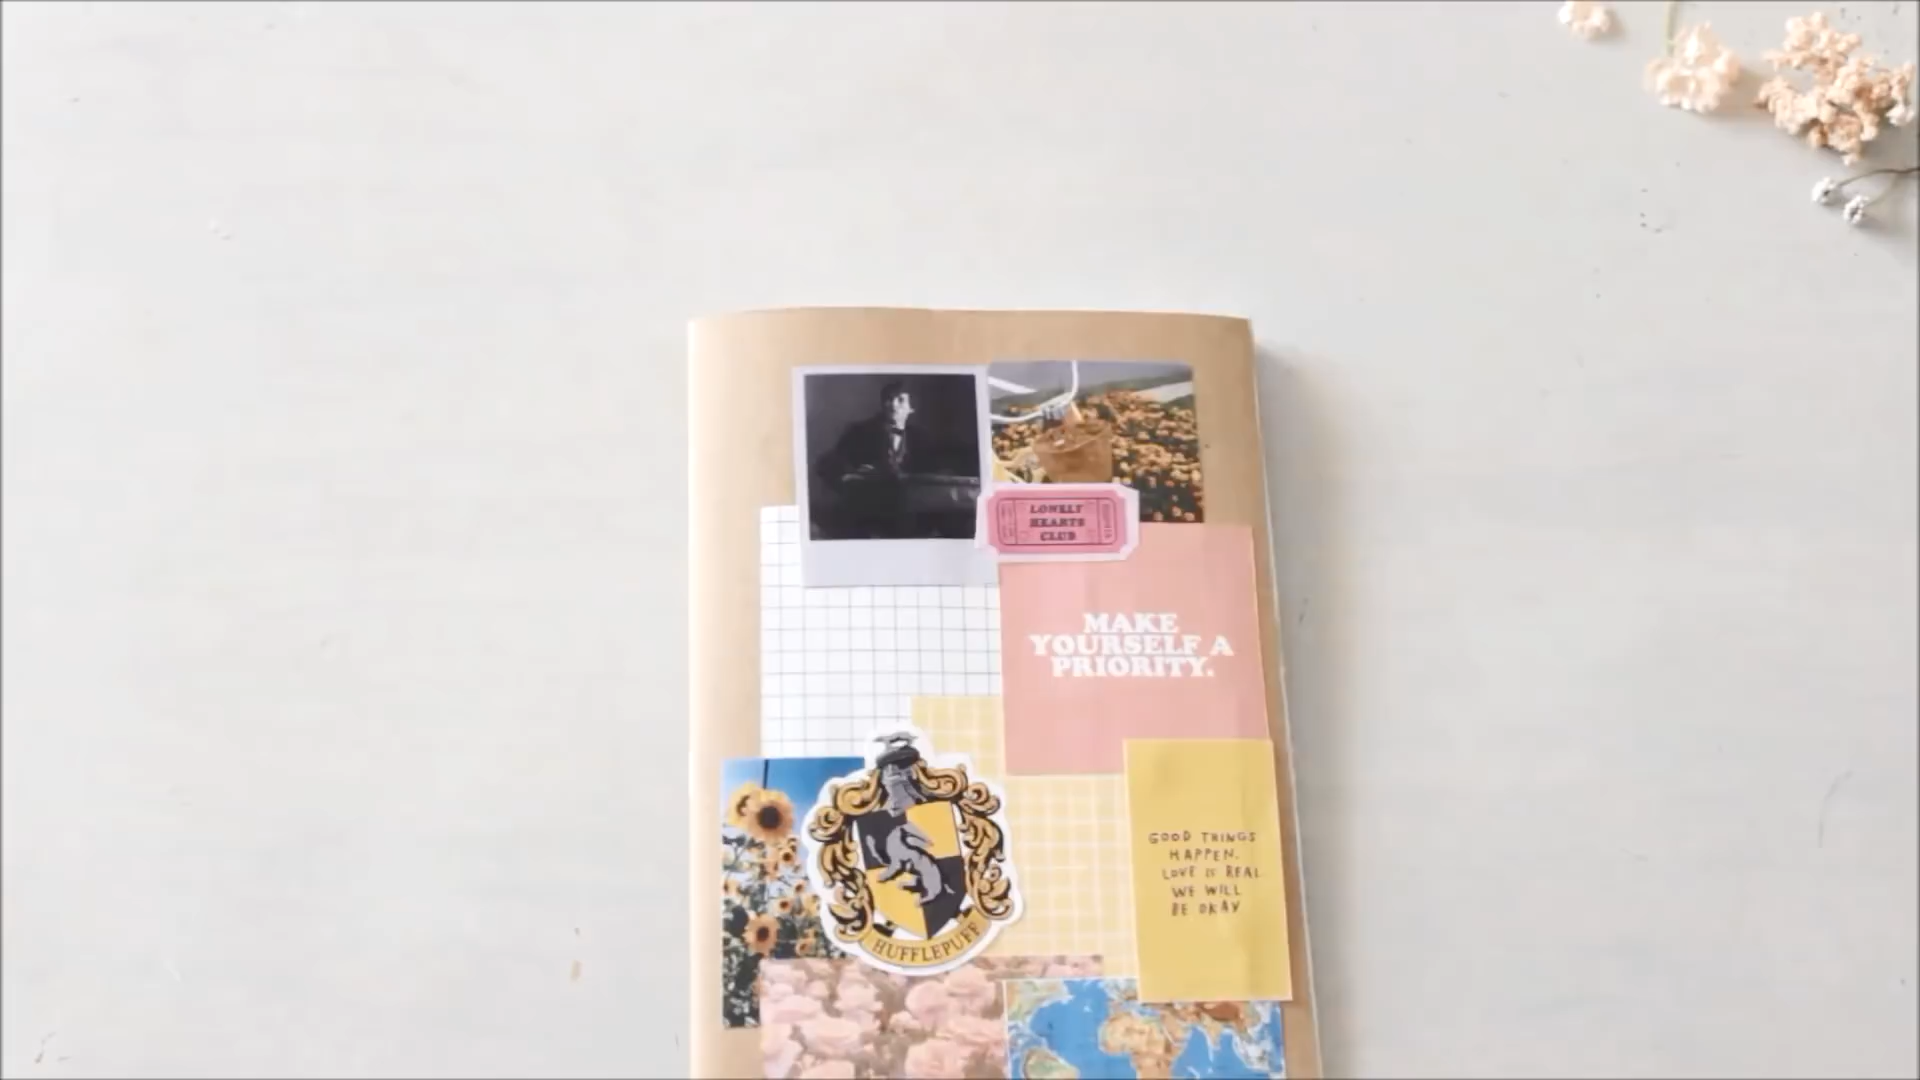 LONELY
HEARTS
CLUB
MAKE
YOURSELF A
PRIORITY.
HUFFLEPUFF
GOOD THINGS
HAPPEN.
LOVE IS REAL
WE WILL
BE OKAY